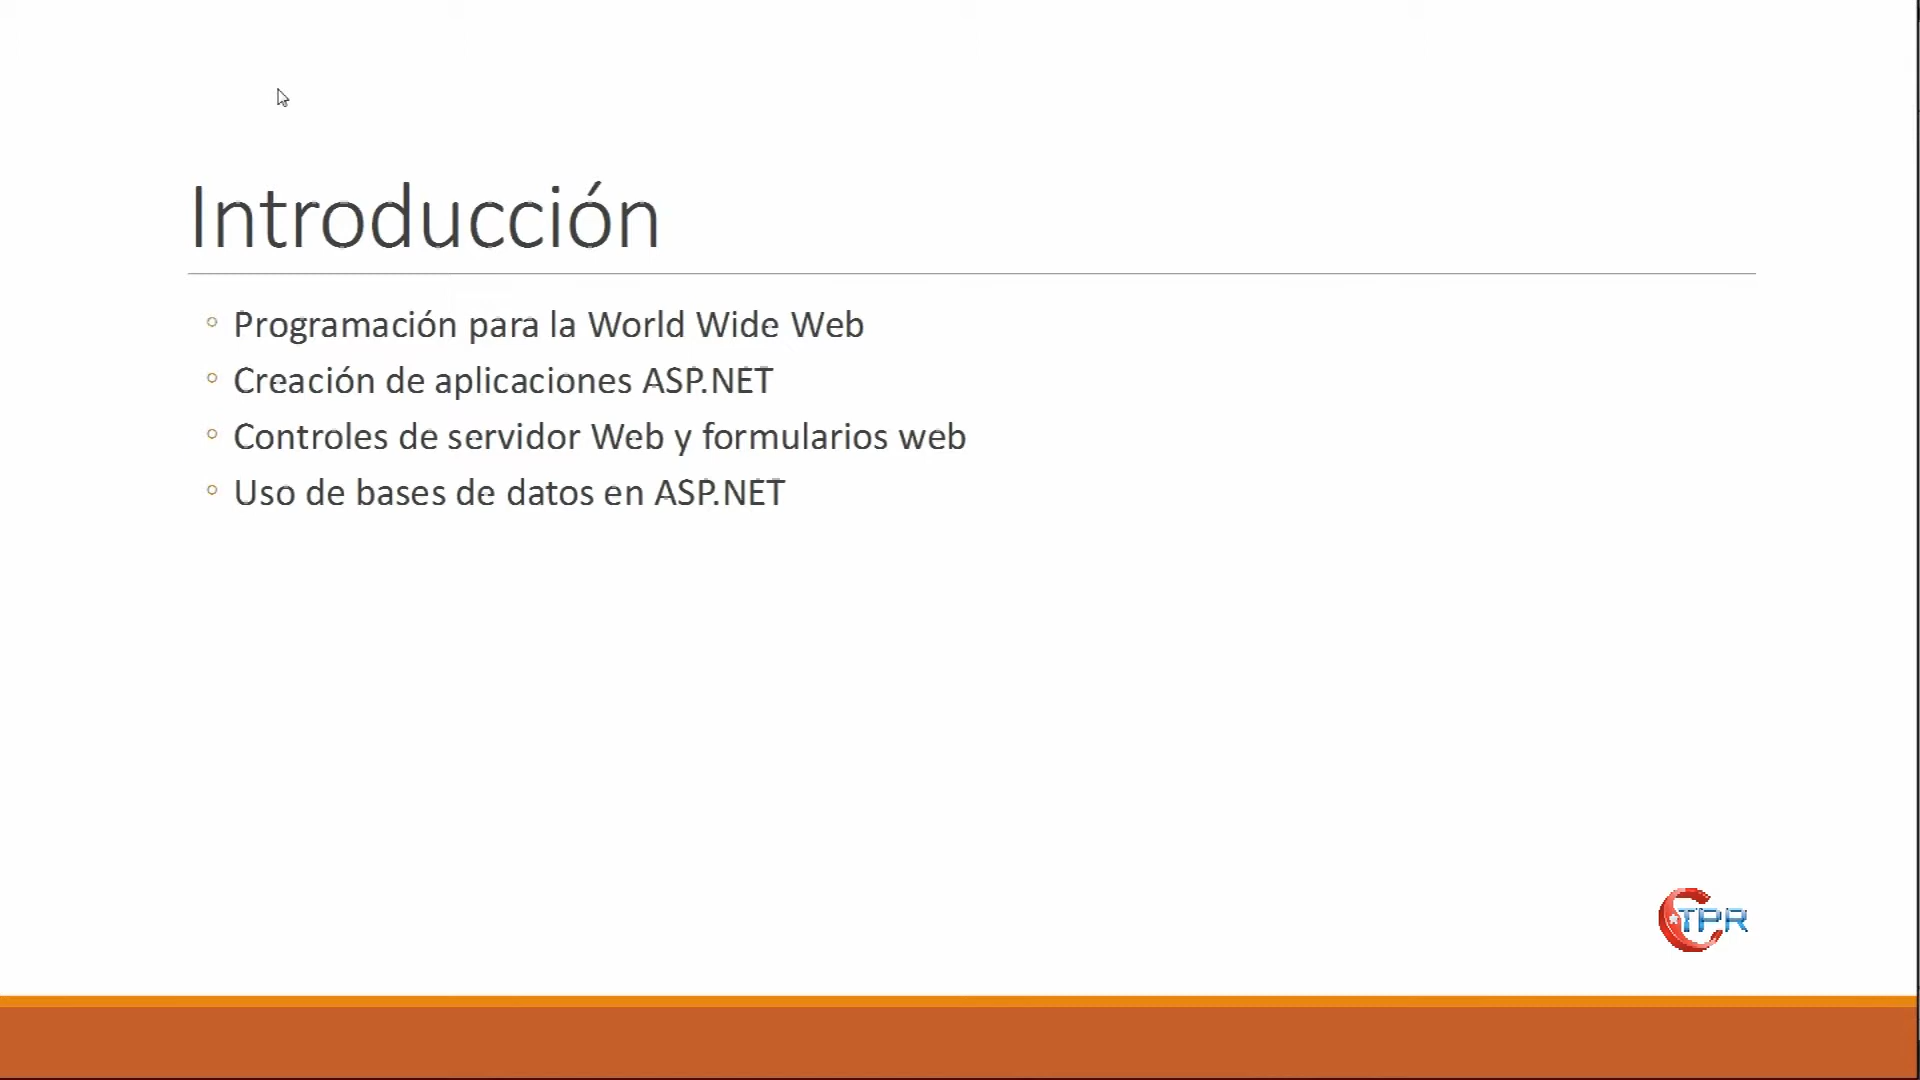 Introducción
◦ Programación para la World Wide Web
◦ Creación de aplicaciones ASP.NET
◦ Controles de servidor Web y formularios web
◦ Uso de bases de datos en ASP.NET
CTPR